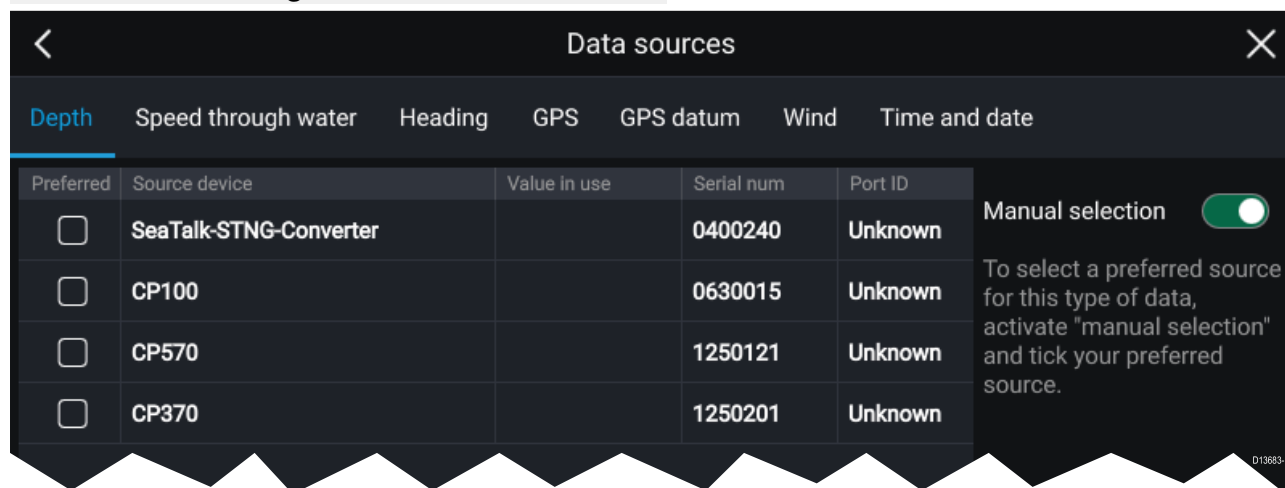 Data sources
Depth Speed through water Heading GPS GPS datum Wind Time and date
Preferred Source device Value in use Serial num Port ID
SeaTalk-STNG-Converter 0400240 Unknown
CP100 0630015 Unknown
CP570 1250121 Unknown
CP370 1250201 Unknown
Manual selection
To select a preferred source
for this type of data,
activate "manual selection"
and tick your preferred
source.
D13683-